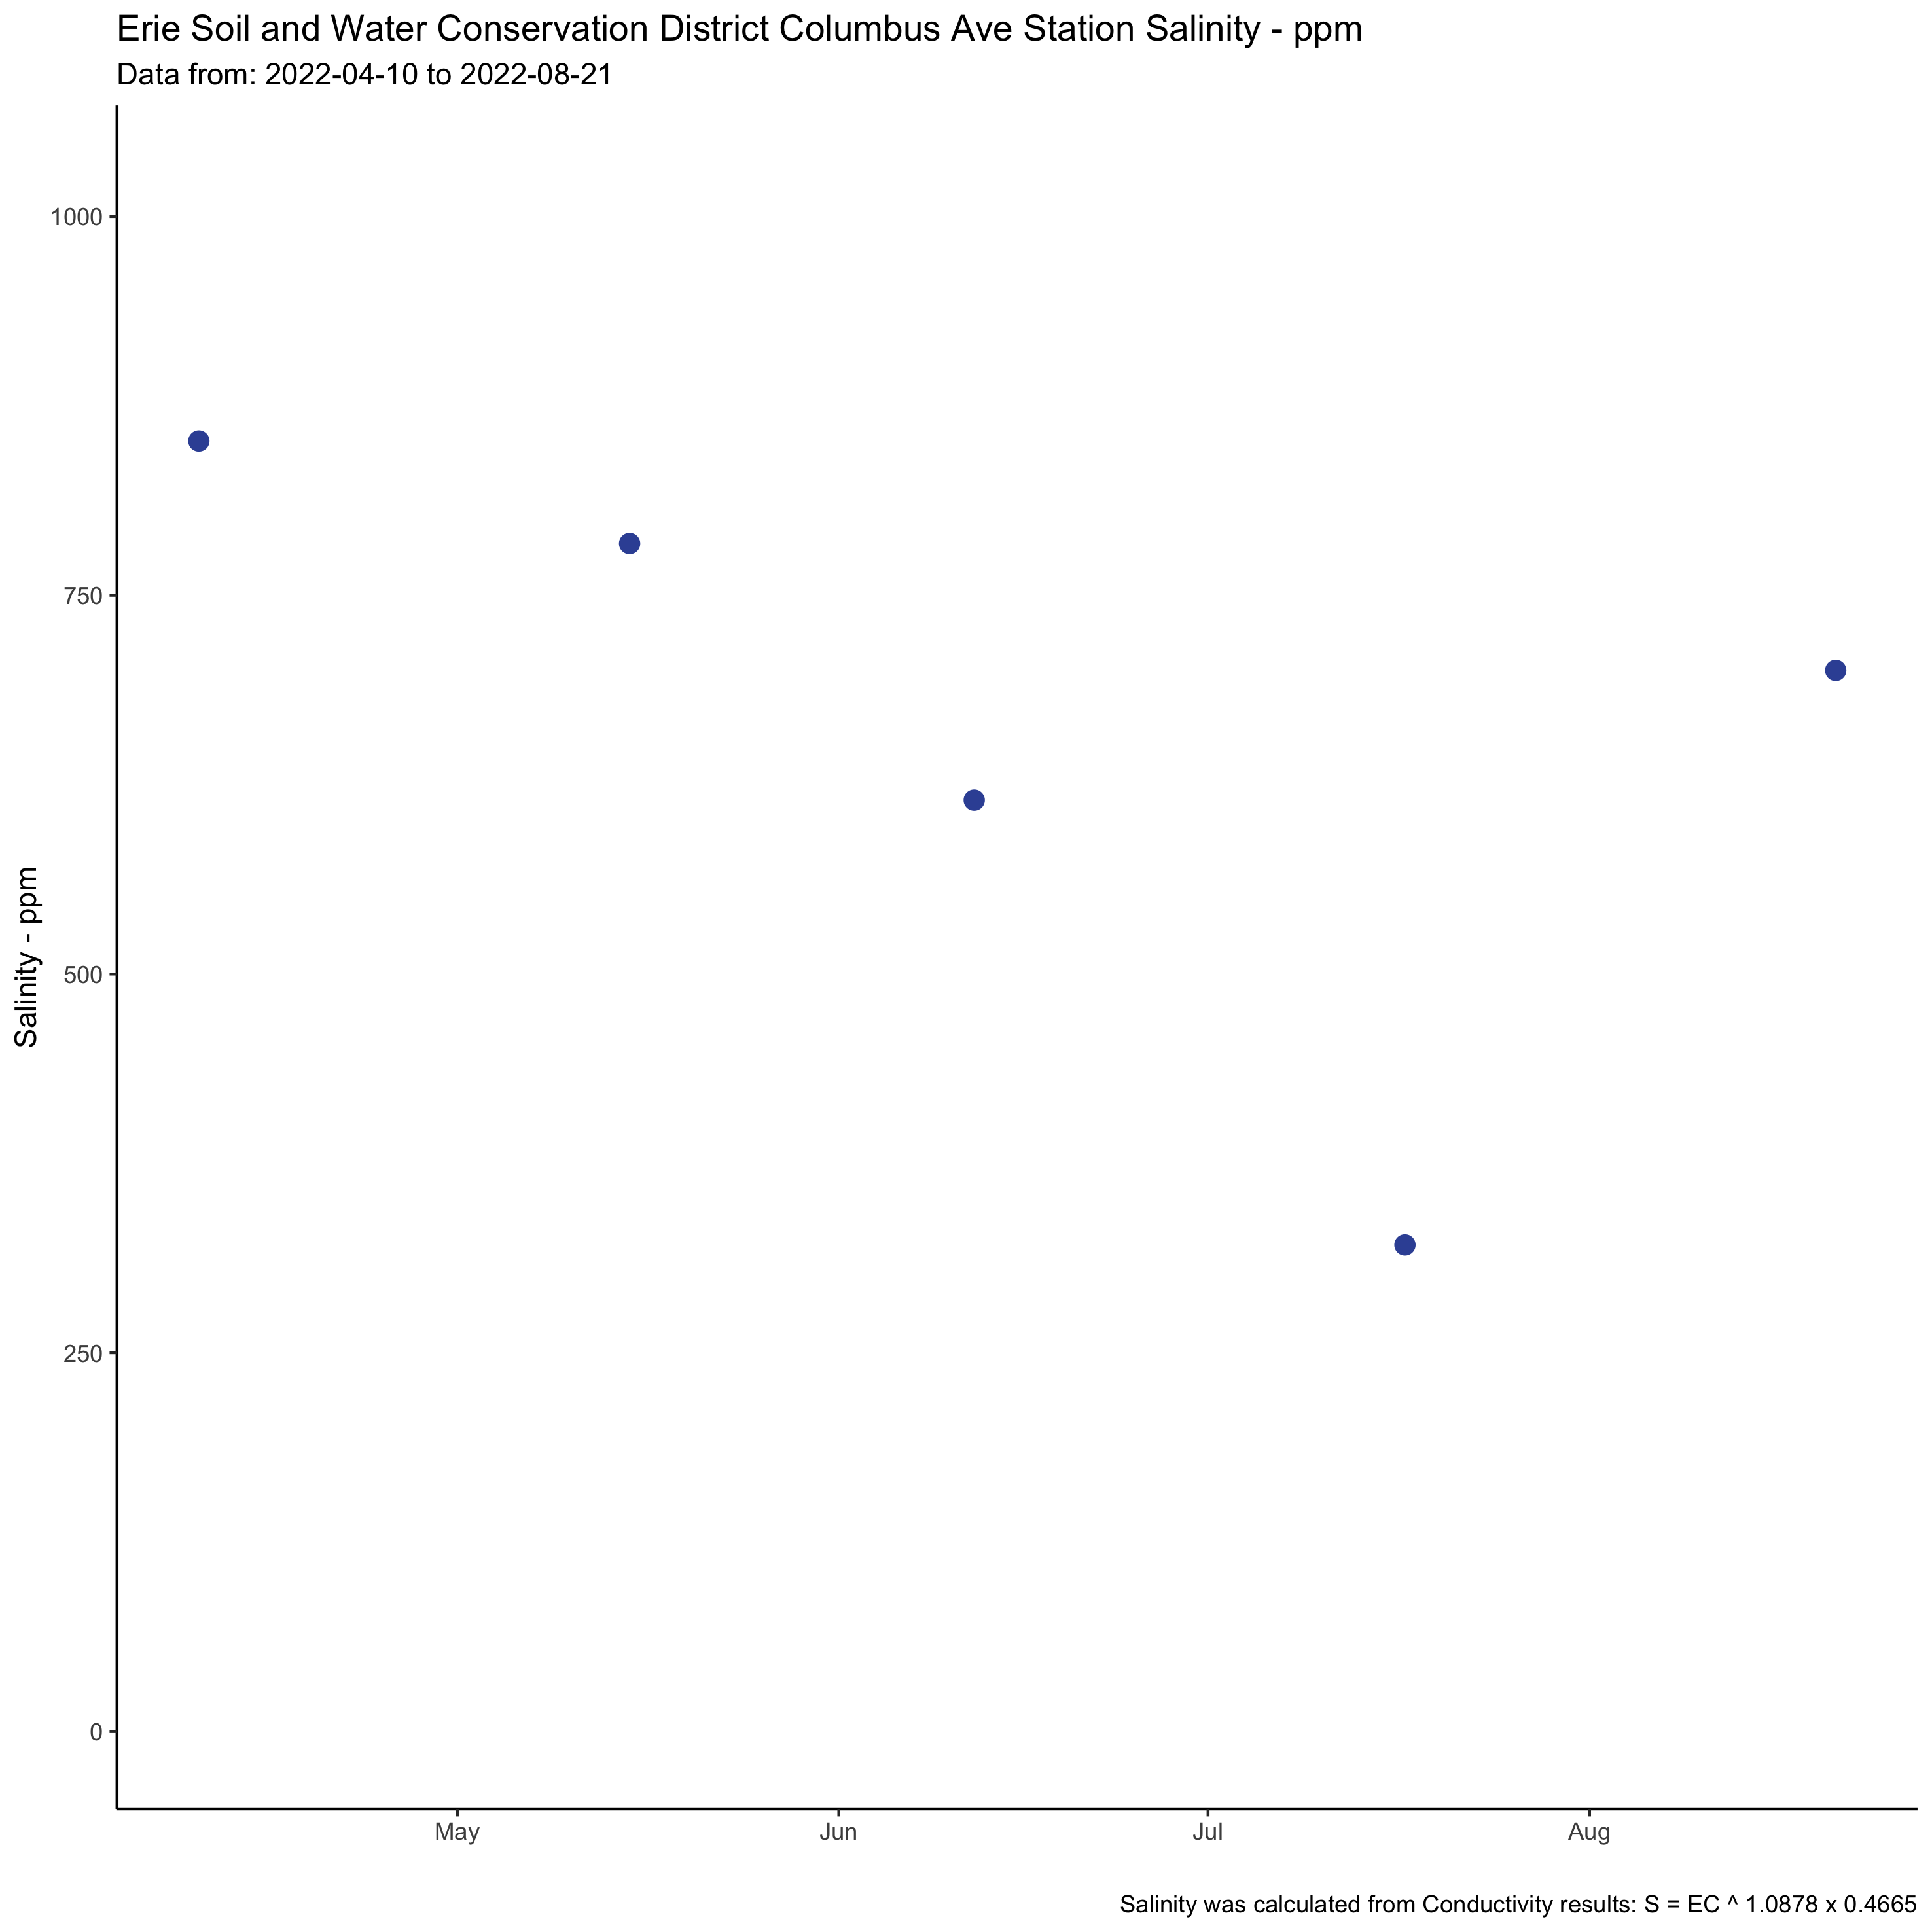 Erie Soil and Water Conservation District Columbus Ave Station Salinity - ppm
Data from: 2022-04-10 to 2022-08-21
Salinity - ppm
1000
750
500
250
0
May Jun Jul Aug
Salinity was calculated from Conductivity results: S = EC ^ 1.0878 x 0.4665